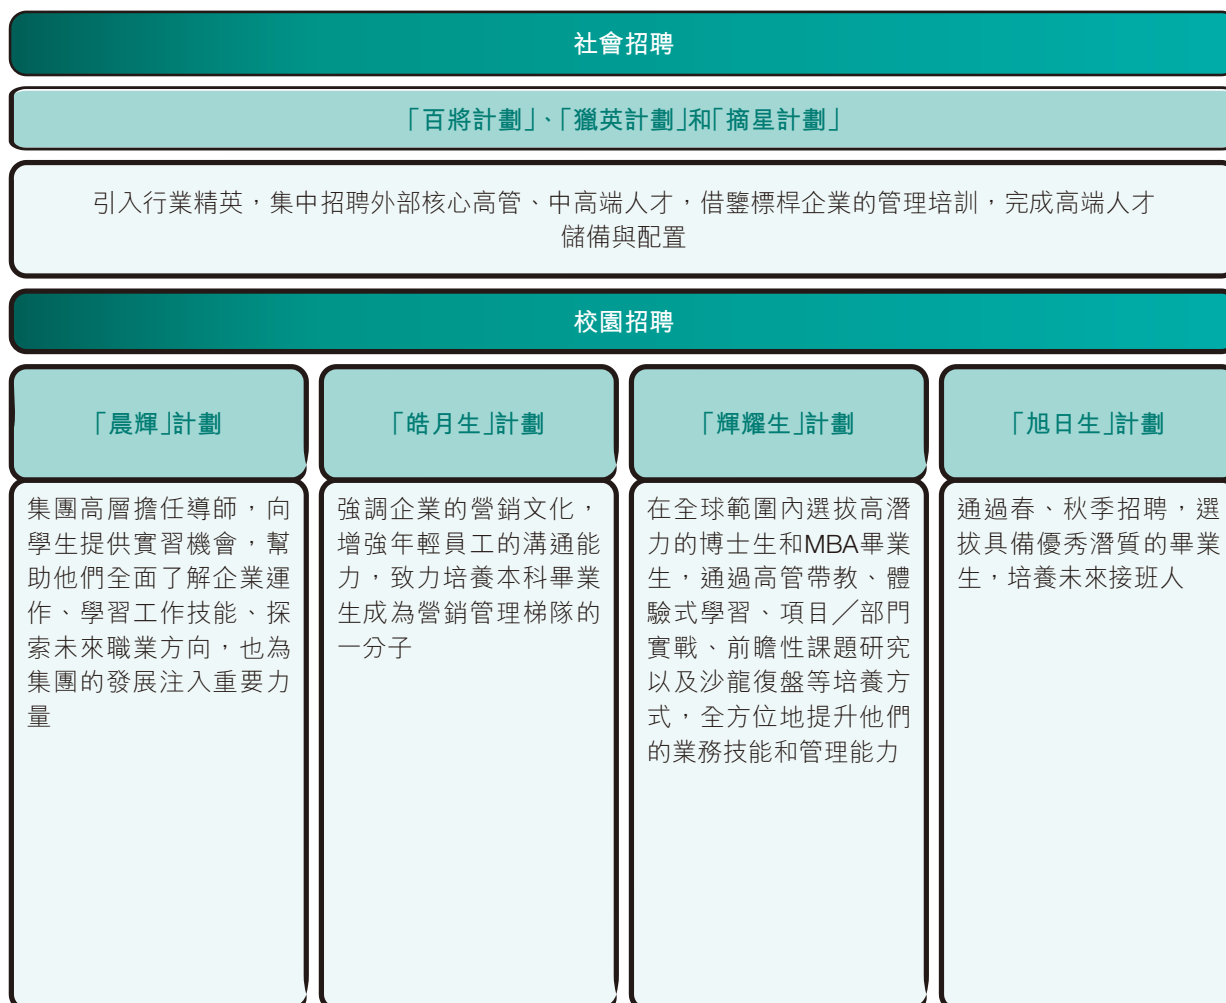 社會招聘
「百將計劃」、「獵英計劃」和「摘星計劃」
引入行業精英，集中招聘外部核心高管、中高端人才，借鑒標桿企業的管理培訓，完成高端人才
儲備與配置
校園招聘
「晨輝」計劃
集團高層擔任導師，向
學生提供實習機會，幫
助他們全面了解企業運
作、學習工作技能、探
索未來職業方向，也為
集團的發展注入重要力
量
「皓月生」計劃
強調企業的營銷文化，
增強年輕員工的溝通能
力，致力培養本科畢業
生成為營銷管理梯隊的
一分子
「輝耀生」計劃
在全球範圍內選拔高潛
力的博士生和MBA畢業
生，通過高管帶教、體
驗式學習、項目／部門
實戰、前瞻性課題研究
以及沙龍復盤等培養方
式，全方位地提升他們
的業務技能和管理能力
「旭日生」計劃
通過春、秋季招聘，選
拔具備優秀潛質的畢業
生，培養未來接班人